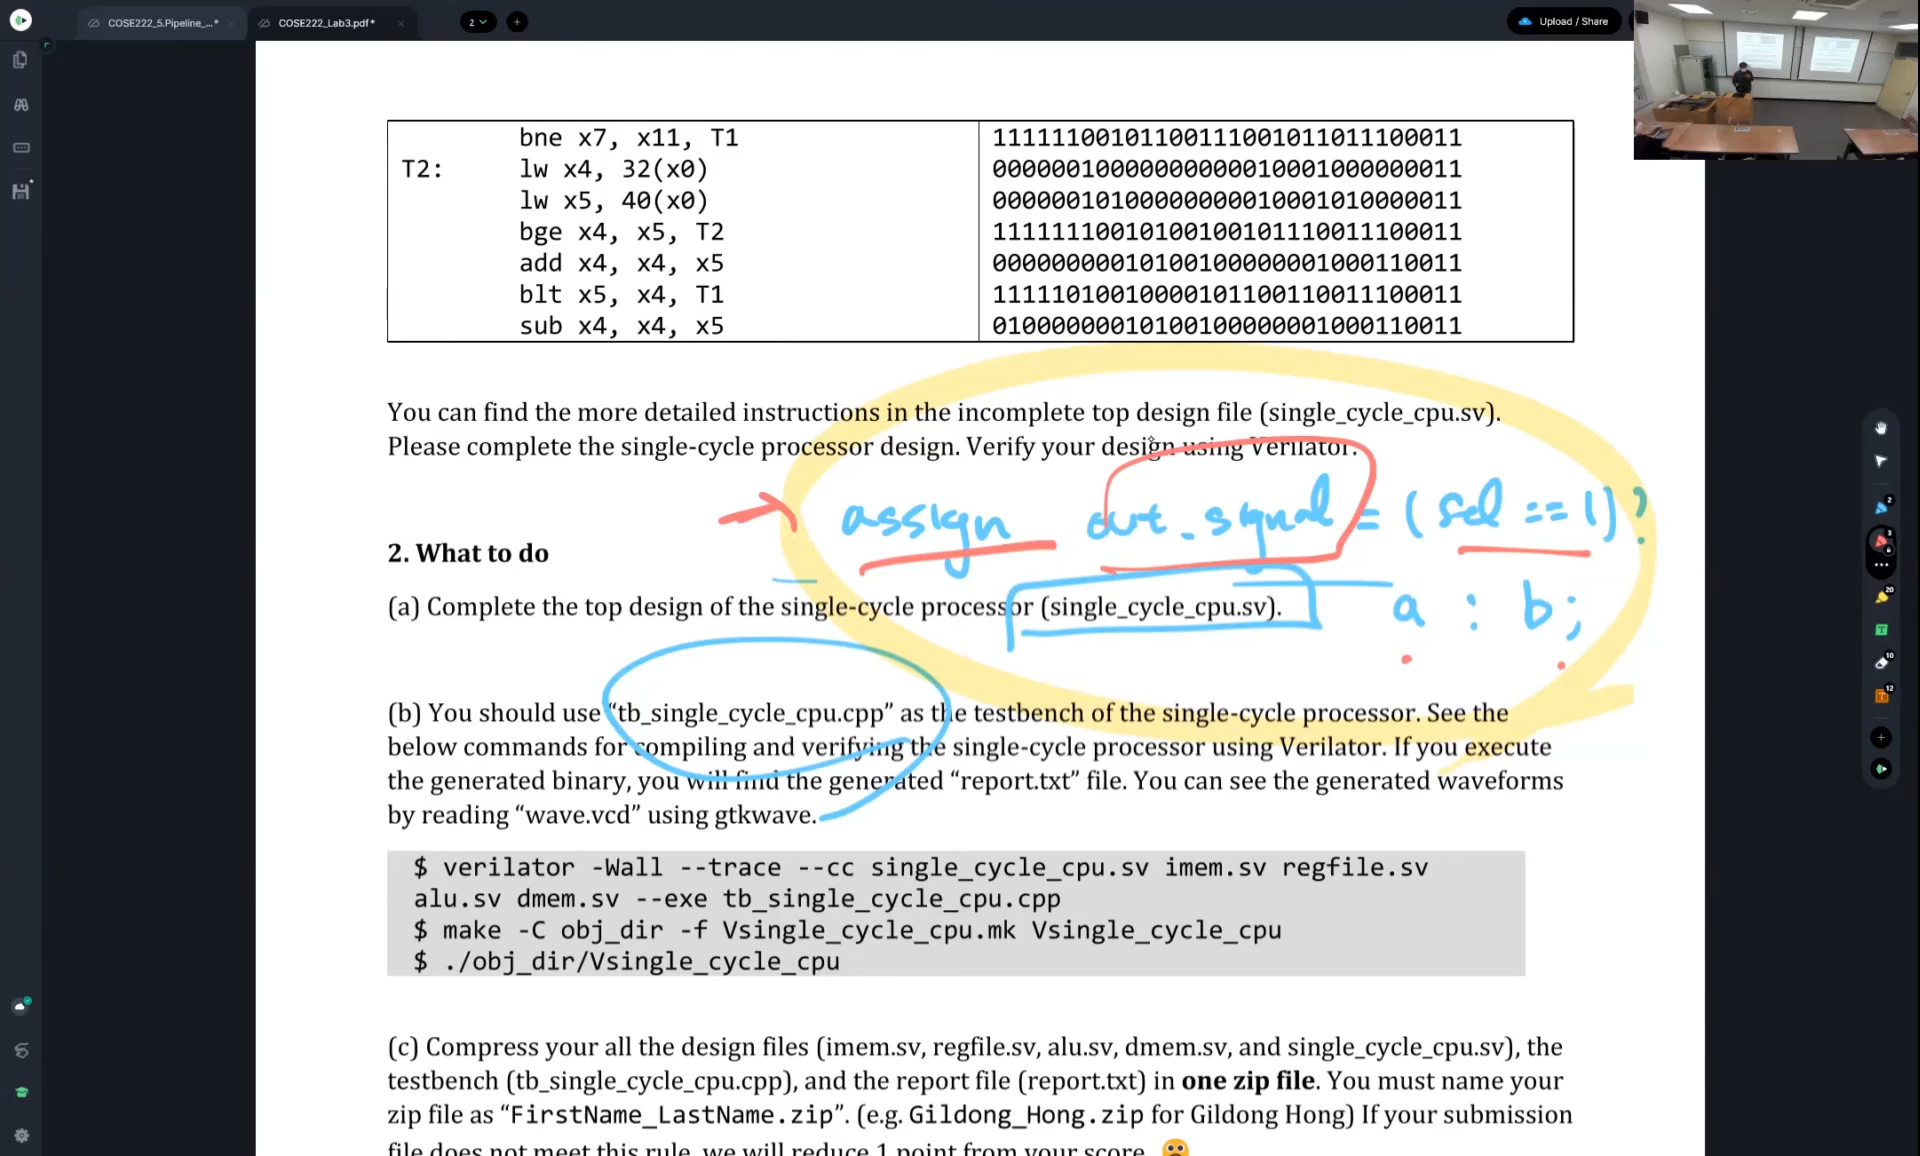 COSE222_5.Pipeline_...*
COSE222_Lab3.pdf*
2
Upload / Share
bne x7, x11, T1 11111110010110011100101101110​0011
T2: lw x4, 32(x0) 00000010000000000010001000000011
lw x5, 40(x0) 00000010100000000010001010000011
bge x4, x5, T2 11111110010100100101110011100011
add x4, x4, x5 00000000010100100000001000110011
blt x5, x4, T1 11111010010000101100110011100011
sub x4, x4, x5 01000000010100100000001000110011
You can find the more detailed instructions in the incomplete top design file (single_cycle_cpu.sv).
Please complete the single-cycle processor design. Verify your design using Verilator.
assign out_signal = (sel == 1)?
a : b;
2. What to do
(a) Complete the top design of the single-cycle processor (single_cycle_cpu.sv).
(b) You should use “tb_single_cycle_cpu.cpp” as the testbench of the single-cycle processor. See the
below commands for compiling and verifying the single-cycle processor using Verilator. If you execute
the generated binary, you will find the generated “report.txt” file. You can see the generated waveforms
by reading “wave.vcd” using gtkwave.
$ verilator -Wall --trace --cc single_cycle_cpu.sv imem.sv regfile.sv
alu.sv dmem.sv --exe tb_single_cycle_cpu.cpp
$ make -C obj_dir -f Vsingle_cycle_cpu.mk Vsingle_cycle_cpu
$ ./obj_dir/Vsingle_cycle_cpu
(c) Compress your all the design files (imem.sv, regfile.sv, alu.sv, dmem.sv, and single_cycle_cpu.sv), the
testbench (tb_single_cycle_cpu.cpp), and the report file (report.txt) in one zip file. You must name your
zip file as “FirstName_LastName.zip”. (e.g. Gildong_Hong.zip for Gildong Hong) If your submission
file does not meet this rule, we will reduce 1 point from your score.
2
3
20
10
12